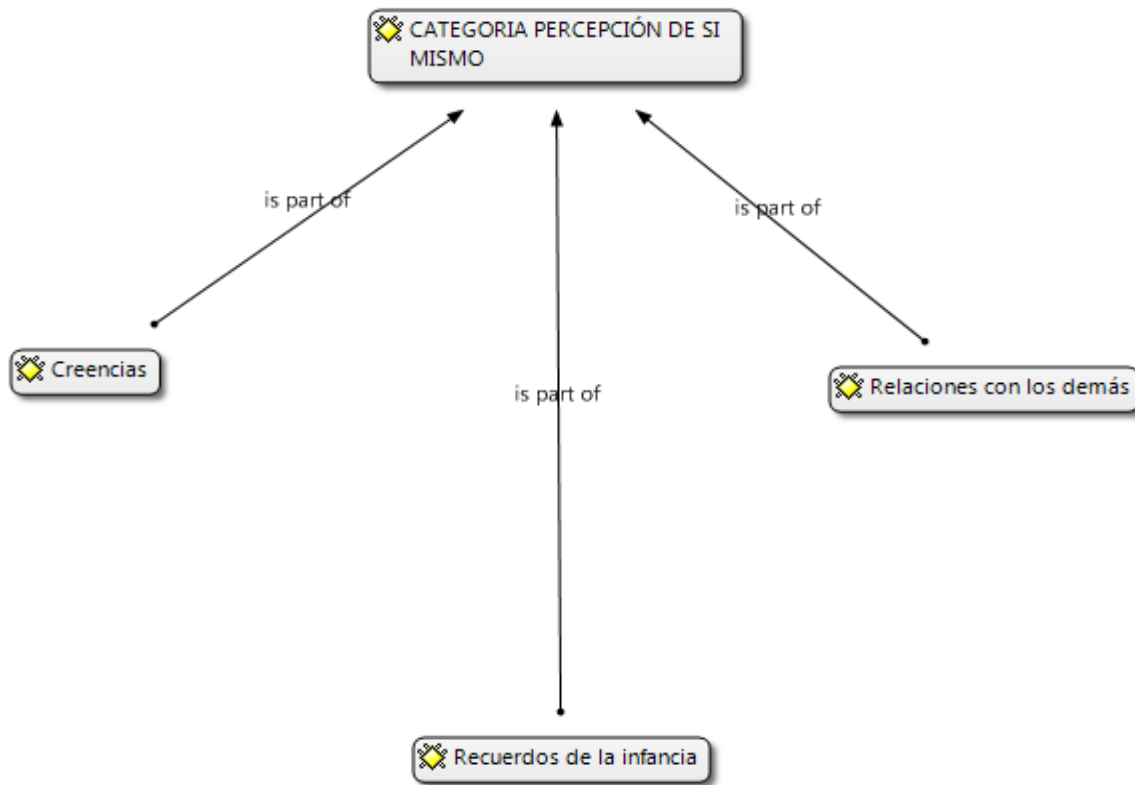 CATEGORIA PERCEPCIÓN DE SI
MISMO
is part of
is part of
Creencias
Relaciones con los demás
is part of
Recuerdos de la infancia